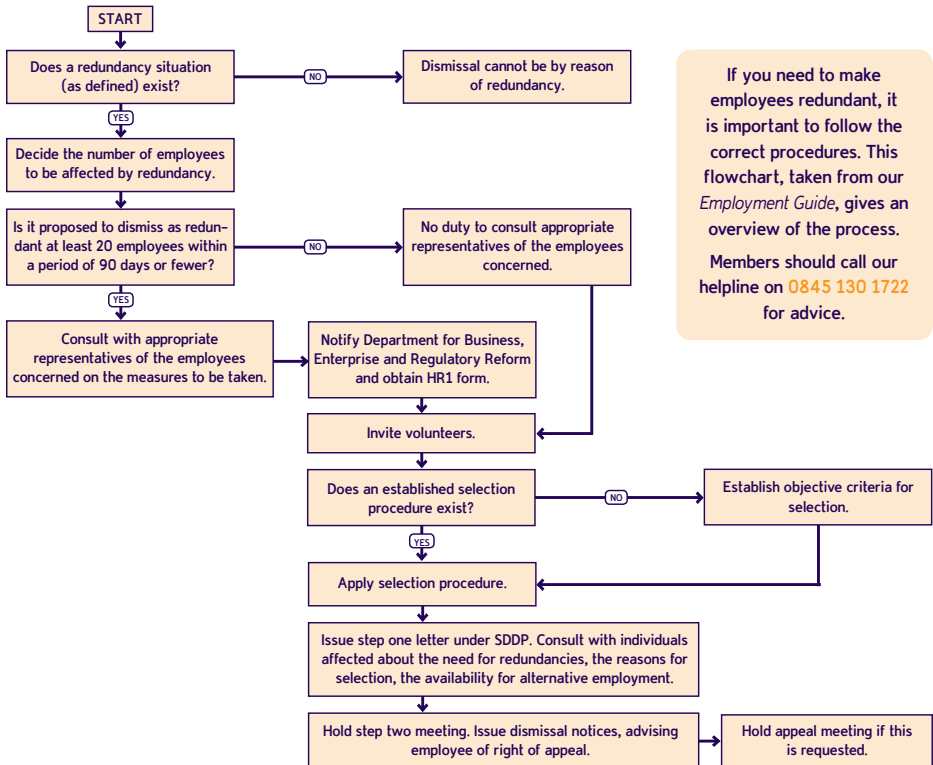 START
Does a redundancy situation
(as defined) exist?
NO
Dismissal cannot be by reason
of redundancy.
YES
Decide the number of employees
to be affected by redundancy.
Is it proposed to dismiss as redun-
dant at least 20 employees within
a period of 90 days or fewer?
NO
No duty to consult appropriate
representatives of the employees
concerned.
YES
Consult with appropriate
representatives of the employees
concerned on the measures to be taken.
Notify Department for Business,
Enterprise and Regulatory Reform
and obtain HR1 form.
Invite volunteers.
Does an established selection
procedure exist?
NO
Establish objective criteria for
selection.
YES
Apply selection procedure.
Issue step one letter under SDDP. Consult with individuals
affected about the need for redundancies, the reasons for
selection, the availability for alternative employment.
Hold step two meeting. Issue dismissal notices, advising
employee of right of appeal.
Hold appeal meeting if this
is requested.
If you need to make
employees redundant, it
is important to follow the
correct procedures. This
flowchart, taken from our
Employment Guide, gives an
overview of the process.
Members should call our
helpline on 0845 130 1722
for advice.